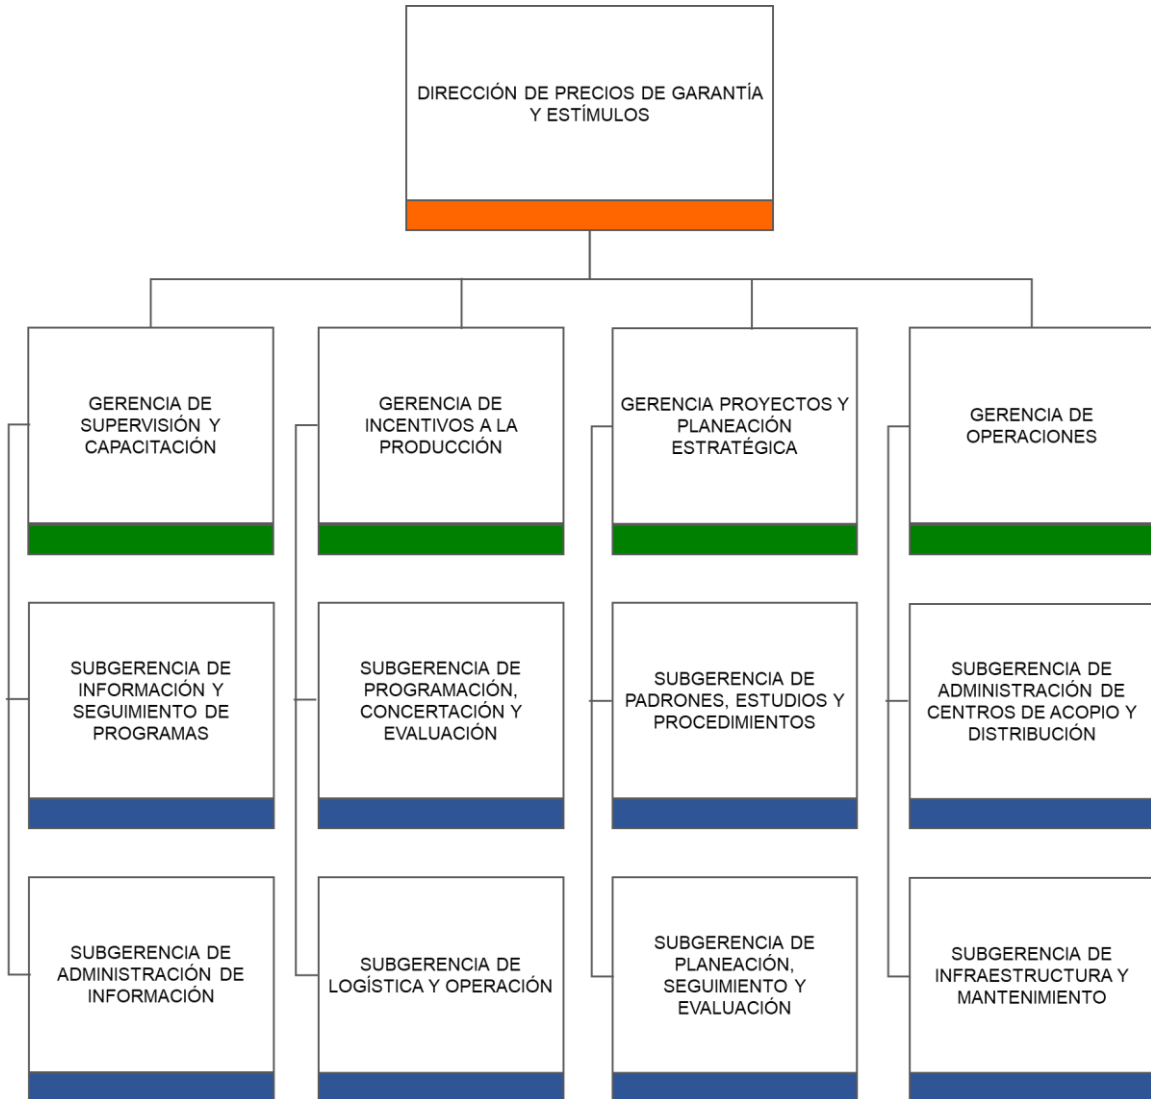 DIRECCIÓN DE PRECIOS DE GARANTÍA
Y ESTÍMULOS
GERENCIA DE
SUPERVISIÓN Y
CAPACITACIÓN
GERENCIA DE
INCENTIVOS A LA
PRODUCCIÓN
GERENCIA PROYECTOS Y
PLANEACIÓN
ESTRATÉGICA
GERENCIA DE
OPERACIONES
SUBGERENCIA DE
INFORMACIÓN Y
SEGUIMIENTO DE
PROGRAMAS
SUBGERENCIA DE
PROGRAMACIÓN,
CONCERTACIÓN Y
EVALUACIÓN
SUBGERENCIA DE
PADRONES, ESTUDIOS Y
PROCEDIMIENTOS
SUBGERENCIA DE
ADMINISTRACIÓN DE
CENTROS DE ACOPIO Y
DISTRIBUCIÓN
SUBGERENCIA DE
ADMINISTRACIÓN DE
INFORMACIÓN
SUBGERENCIA DE
LOGÍSTICA Y OPERACIÓN
SUBGERENCIA DE
PLANEACIÓN,
SEGUIMIENTO Y
EVALUACIÓN
SUBGERENCIA DE
INFRAESTRUCTURA Y
MANTENIMIENTO